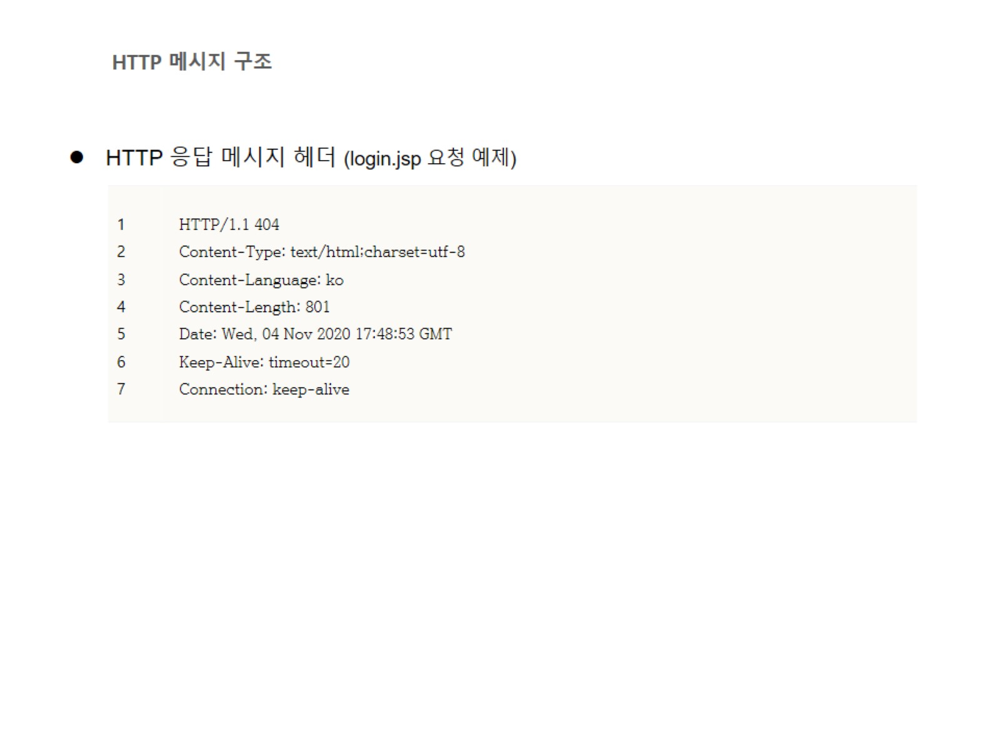 HTTP 메시지 구조
● HTTP 응답 메시지 헤더 (login.jsp 요청 예제)
1 HTTP/1.1 404
2 Content-Type: text/html;charset=utf-8
3 Content-Language: ko
4 Content-Length: 801
5 Date: Wed, 04 Nov 2020 17:48:53 GMT
6 Keep-Alive: timeout=20
7 Connection: keep-alive